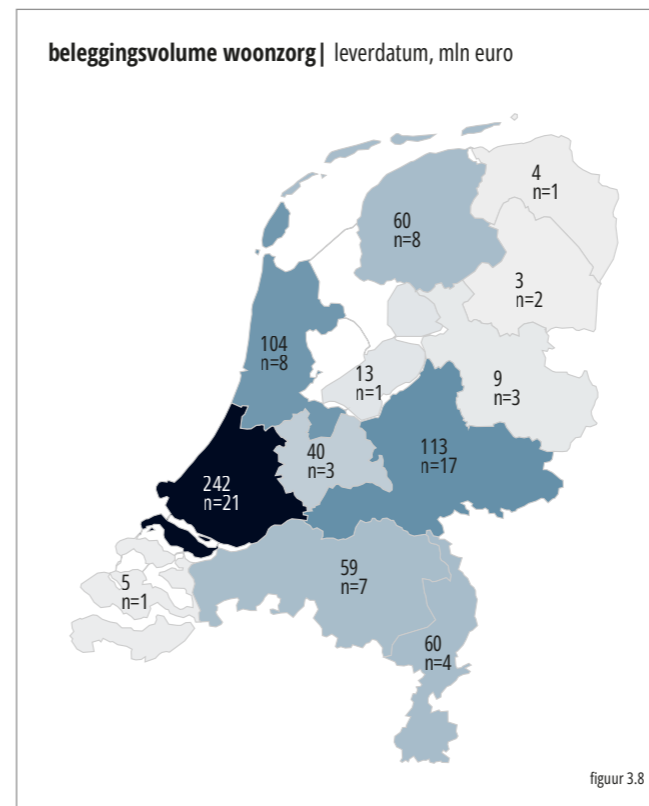 beleggingsvolume woonzorg| leverdatum, mln euro
4
n=1
60
n=8
3
n=2
104
n=8
13
n=1
9
n=3
113
n=17
40
n=3
242
n=21
59
n=7
5
n=1
60
n=4
figuur 3.8